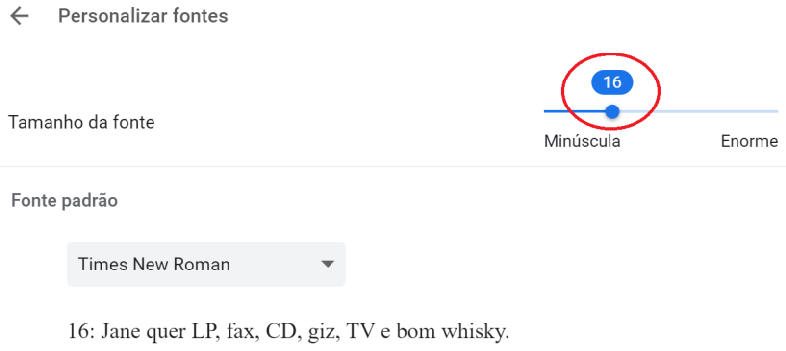 Personalizar fontes
16
Tamanho da fonte
Minúscula Enorme
Fonte padrão
Times New Roman
16: Jane quer LP, fax, CD, giz, TV e bom whisky.